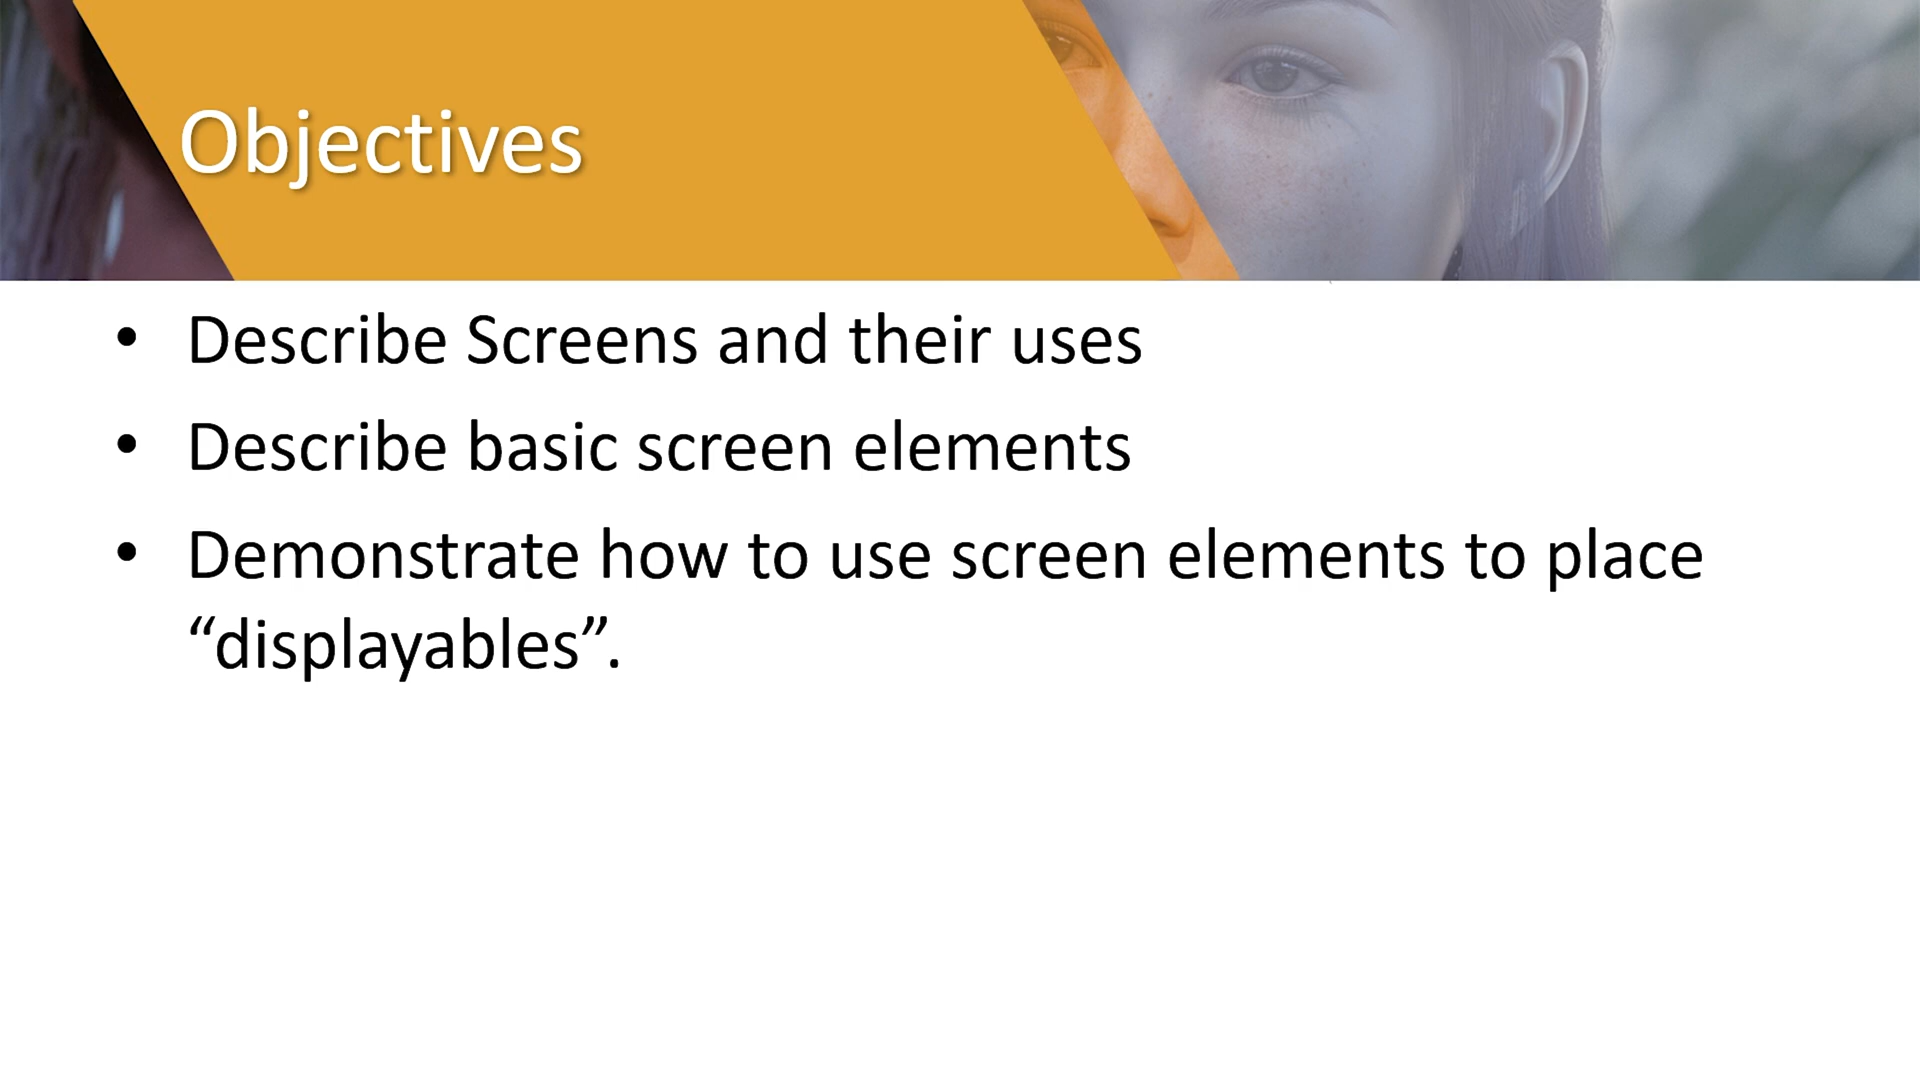 Objectives
• Describe Screens and their uses
• Describe basic screen elements
• Demonstrate how to use screen elements to place
“displayables”.